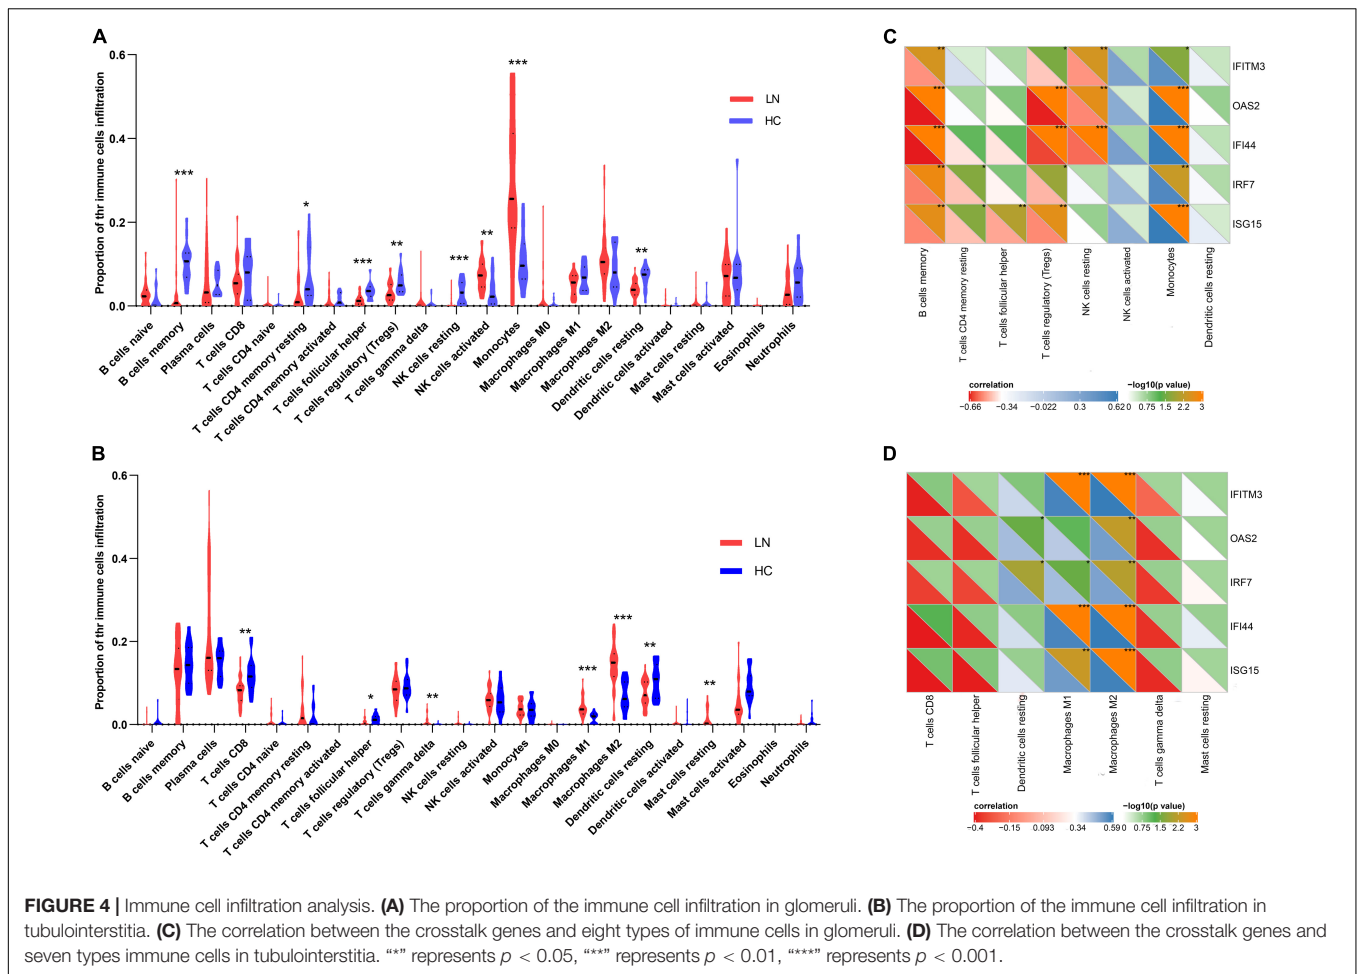 A
0.6
0.4
0.2
0.0
Proportion of thr immune cells infiltration
***
*
***
**
***
**
***
**
LN
HC
B cells naive
B cells memory
Plasma cells
T cells CD8
T cells CD4 naive
T cells CD4 memory resting
T cells CD4 memory activated
T cells follicular helper
T cells regulatory (Tregs)
T cells gamma delta
NK cells resting
NK cells activated
Monocytes
Macrophages M0
Macrophages M1
Macrophages M2
Dendritic cells resting
Dendritic cells activated
Mast cells resting
Mast cells activated
Eosinophils
Neutrophils
C
** * ** * IFITM3
*** *** ** *** OAS2
*** *** *** *** IFI44
** * * ** IRF7
** * ** ** *** ISG15
B cells memory
T cells CD4 memory resting
T cells follicular helper
T cells regulatory (Tregs)
NK cells resting
NK cells activated
Monocytes
Dendritic cells resting
correlation −log10(p value)
−0.66 −0.34 −0.022 0.3 0.62 0 0.75 1.5 2.2 3
B
0.6
0.4
0.2
0.0
Proportion of thr immune cells infiltration
**
*
**
***
***
**
**
LN
HC
B cells naive
B cells memory
Plasma cells
T cells CD8
T cells CD4 naive
T cells CD4 memory resting
T cells CD4 memory activated
T cells follicular helper
T cells regulatory (Tregs)
T cells gamma delta
NK cells resting
NK cells activated
Monocytes
Macrophages M0
Macrophages M1
Macrophages M2
Dendritic cells resting
Dendritic cells activated
Mast cells resting
Mast cells activated
Eosinophils
Neutrophils
D
*** *** IFITM3
* ** OAS2
* * ** IRF7
*** *** IFI44
** *** ISG15
T cells CD8
T cells follicular helper
Dendritic cells resting
Macrophages M1
Macrophages M2
T cells gamma delta
Mast cells resting
correlation −log10(p value)
−0.4 −0.15 0.093 0.34 0.59 0 0.75 1.5 2.2 3
FIGURE 4 | Immune cell infiltration analysis. (A) The proportion of the immune cell infiltration in glomeruli. (B) The proportion of the immune cell infiltration in
tubulointerstitia. (C) The correlation between the crosstalk genes and eight types of immune cells in glomeruli. (D) The correlation between the crosstalk genes and
seven types immune cells in tubulointerstitia. “*” represents p < 0.05, “**” represents p < 0.01, “***” represents p < 0.001.